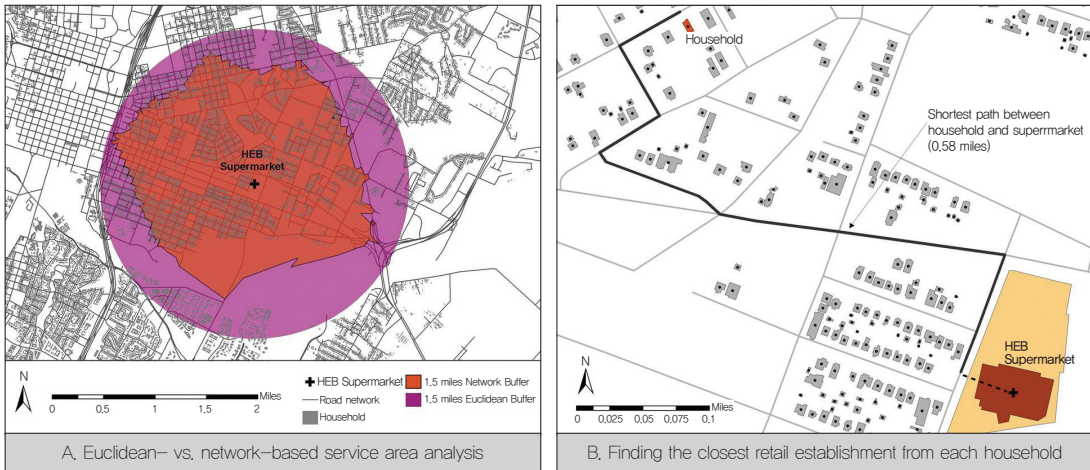 HEB
Supermarket
N
0 0.5 1 1.5 2 Miles
HEB Supermarket
Road network
Household
1.5 miles Network Buffer
1.5 miles Euclidean Buffer
A. Euclidean- vs. network-based service area analysis
Household
Shortest path between
household and superrmarket
(0.58 miles)
HEB
Supermarket
N
Miles
0 0.025 0.05 0.075 0.1
B. Finding the closest retail establishment from each household